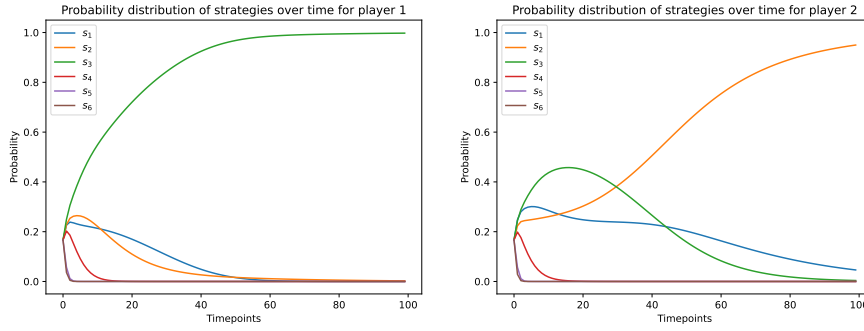 Probability distribution of strategies over time for player 1
1.0
0.8
0.6
0.4
0.2
0.0
Probability
s1
s2
s3
s4
s5
s6
0
20
40
60
80
100
Timepoints
Probability distribution of strategies over time for player 2
1.0
0.8
0.6
0.4
0.2
0.0
Probability
s1
s2
s3
s4
s5
s6
0
20
40
60
80
100
Timepoints